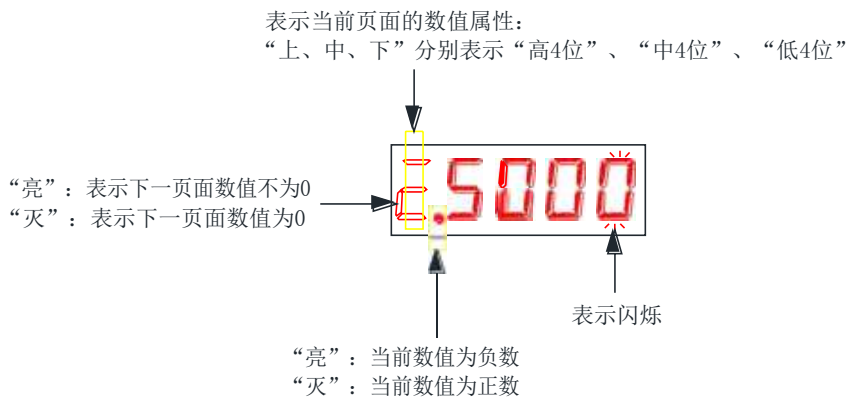 表示当前页面的数值属性：
“上、中、下”分别表示“高4位”、“中4位”、“低4位”
5000
“亮”：表示下一页面数值不为0
“灭”：表示下一页面数值为0
表示闪烁
“亮”：当前数值为负数
“灭”：当前数值为正数